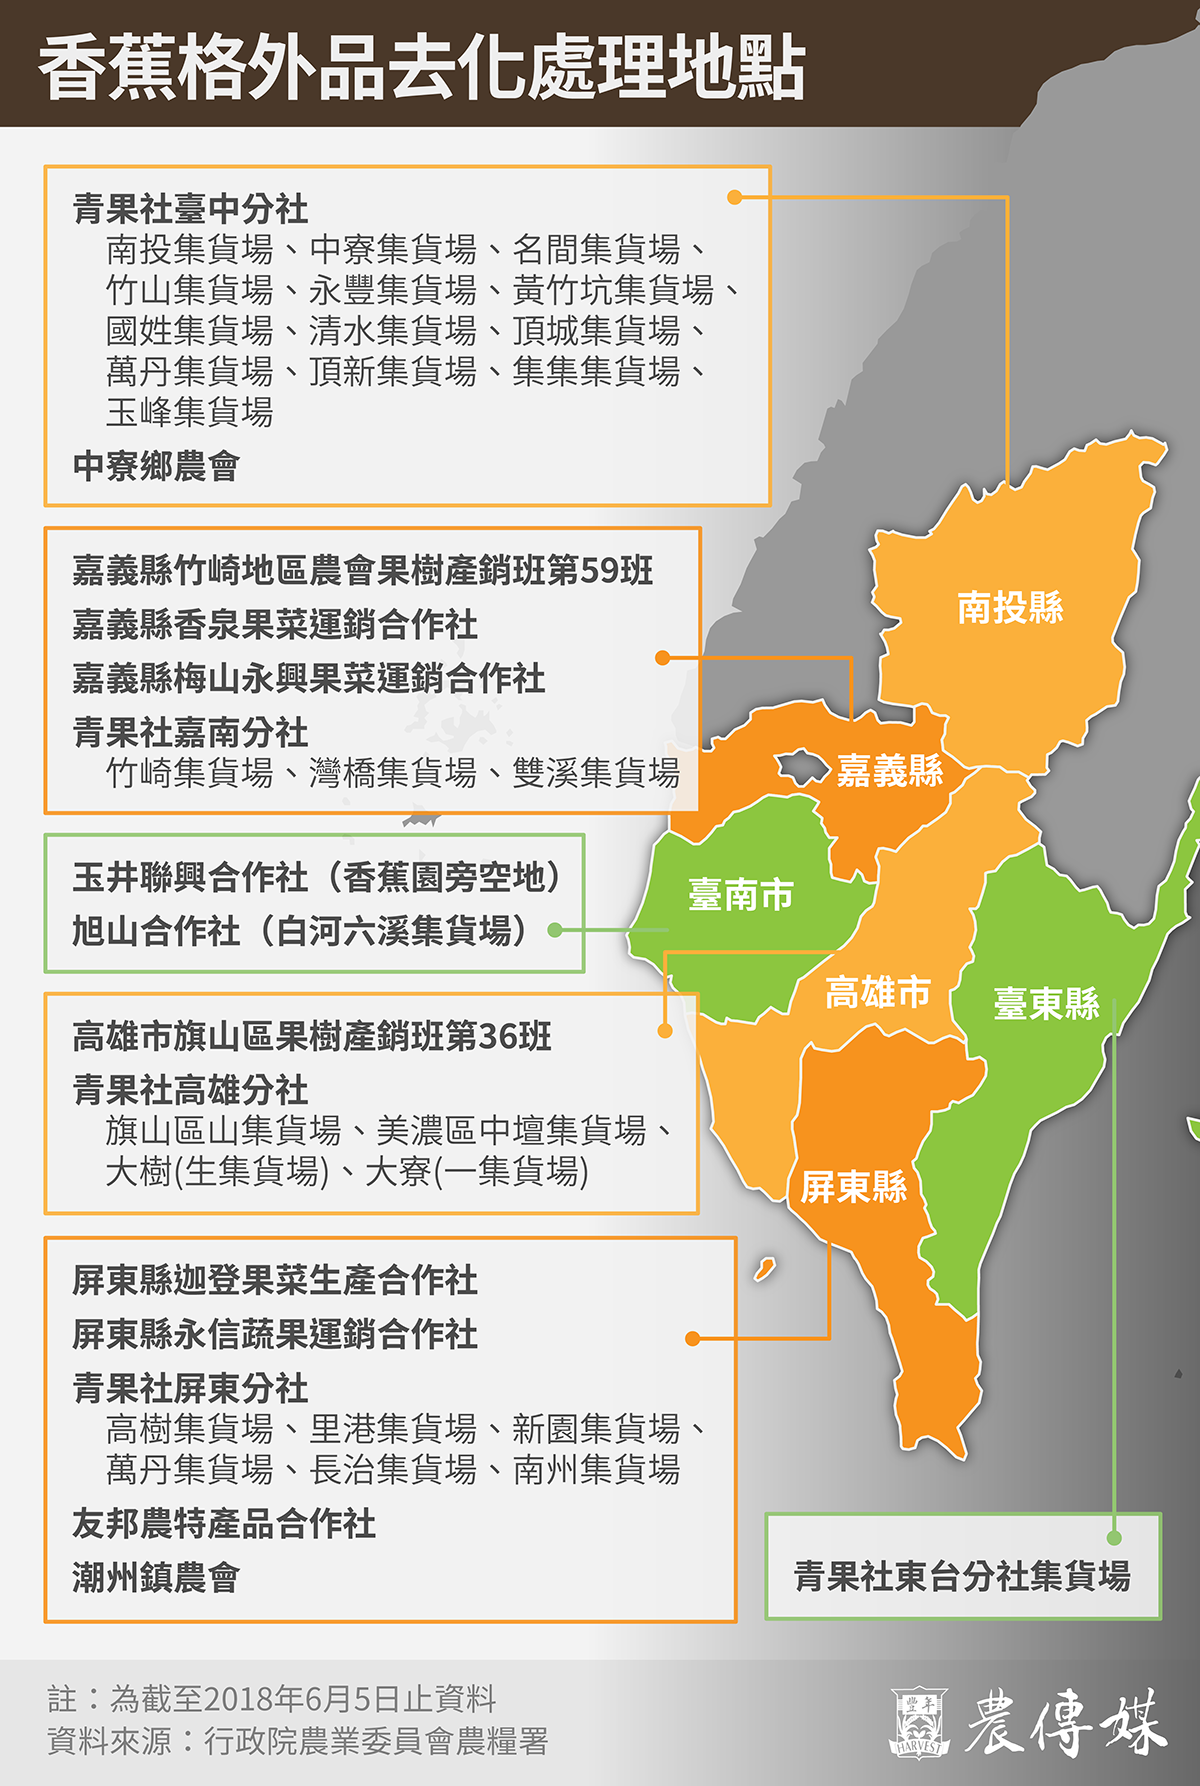 香蕉格外品去化處理地點
青果社臺中分社
南投集貨場、中寮集貨場、名間集貨場、
竹山集貨場、永豐集貨場、黃竹坑集貨場、
國姓集貨場、清水集貨場、頂城集貨場、
萬丹集貨場、頂新集貨場、集集集貨場、
玉峰集貨場
中寮鄉農會
嘉義縣竹崎地區農會果樹產銷班第59班
嘉義縣香泉果菜運銷合作社
嘉義縣梅山永興果菜運銷合作社
青果社嘉南分社
竹崎集貨場、灣橋集貨場、雙溪集貨場
玉井聯興合作社（香蕉園旁空地）
旭山合作社（白河六溪集貨場）
高雄市旗山區果樹產銷班第36班
青果社高雄分社
旗山區山集貨場、美濃區中壇集貨場、
大樹(生集貨場)、大寮(一集貨場)
屏東縣迦登果菜生產合作社
屏東縣永信蔬果運銷合作社
青果社屏東分社
高樹集貨場、里港集貨場、新園集貨場、
萬丹集貨場、長治集貨場、南州集貨場
友邦農特產品合作社
潮州鎮農會
南投縣
嘉義縣
臺南市
高雄市
臺東縣
屏東縣
青果社東台分社集貨場
註：為截至2018年6月5日止資料
資料來源：行政院農業委員會農糧署
豐年
HARVEST
農傳媒